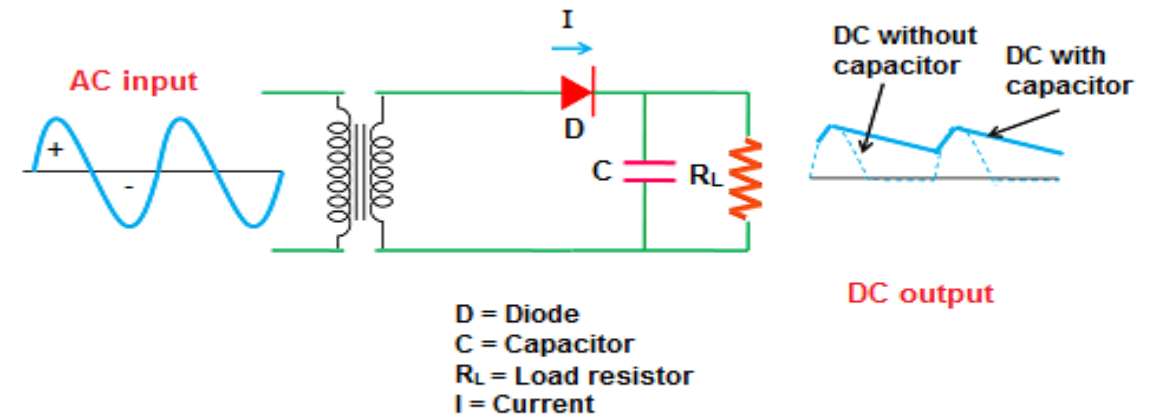 I
AC input
+
-
D
C
RL
DC without
capacitor
DC with
capacitor
DC output
D = Diode
C = Capacitor
RL = Load resistor
I = Current